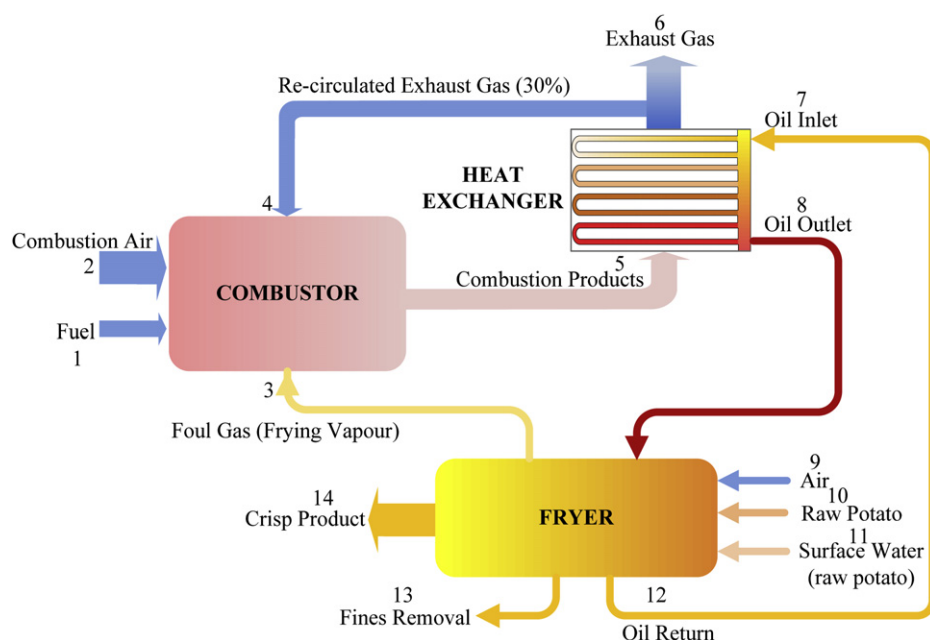 6
Exhaust Gas
Re-circulated Exhaust Gas (30%)
7
Oil Inlet
HEAT
EXCHANGER
4
8
Oil Outlet
Combustion Air
2
5
Combustion Products
COMBUSTOR
Fuel
1
3
Foul Gas (Frying Vapour)
9
Air
14
Crisp Product
10
Raw Potato
FRYER
11
Surface Water
(raw potato)
13
Fines Removal
12
Oil Return